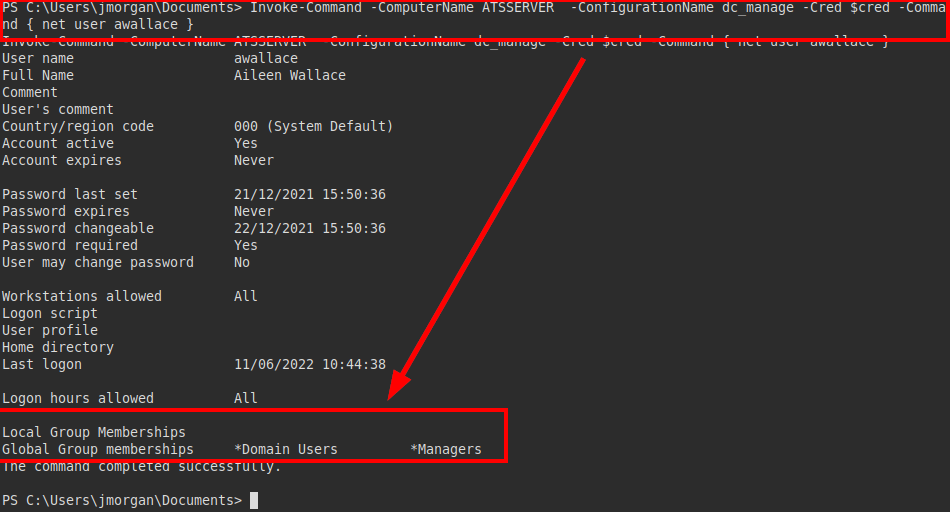 PS C:\Users\jmorgan\Documents> Invoke-Command -ComputerName ATSSERVER  -ConfigurationName dc_manage -Cred $cred -Comma
nd { net user awallace }
Invoke-Command -ComputerName ATSSERVER  -ConfigurationName dc_manage -Cred $cred -Command { net user awallace }
User name                    awallace
Full Name                    Aileen Wallace
Comment
User's comment
Country/region code          000 (System Default)
Account active               Yes
Account expires              Never
Password last set            21/12/2021 15:50:36
Password expires             Never
Password changeable          22/12/2021 15:50:36
Password required            Yes
User may change password     No
Workstations allowed         All
Logon script
User profile
Home directory
Last logon                   11/06/2022 10:44:38
Logon hours allowed          All
Local Group Memberships
Global Group memberships     *Domain Users         *Managers
The command completed successfully.
PS C:\Users\jmorgan\Documents>